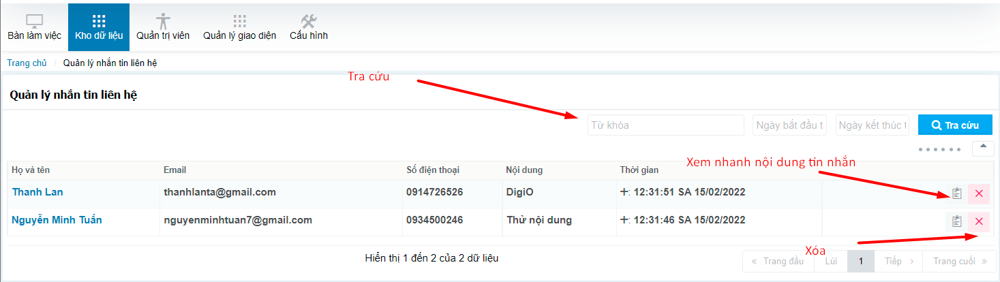 Bàn làm việc Kho dữ liệu Quản trị viên Quản lý giao diện Cấu hình
Trang chủ / Quản lý nhắn tin liên hệ
Tra cứu
Quản lý nhắn tin liên hệ
Từ khóa Ngày bắt đầu t Ngày kết thúc t Tra cứu
Xem nhanh nội dung tin nhắn
Họ và tên Email Số điện thoại Nội dung Thời gian
Thanh Lan thanhlanta@gmail.com 0914726526 DigiO +: 12:31:51 SA 15/02/2022
Nguyễn Minh Tuấn nguyenminhtuan7@gmail.com 0934500246 Thử nội dung +: 12:31:46 SA 15/02/2022
Xóa
Hiển thị 1 đến 2 của 2 dữ liệu
« Trang đầu Lùi 1 Tiếp › Trang cuối »